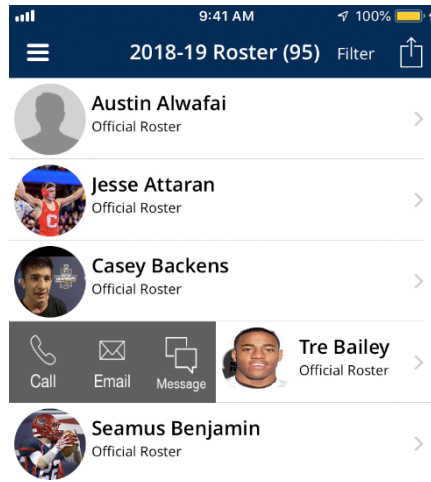 9:41 AM 100%
2018-19 Roster (95) Filter
Austin Alwafai
Official Roster
Jesse Attaran
Official Roster
Casey Backens
Official Roster
Call Email Message
Tre Bailey
Official Roster
Seamus Benjamin
Official Roster